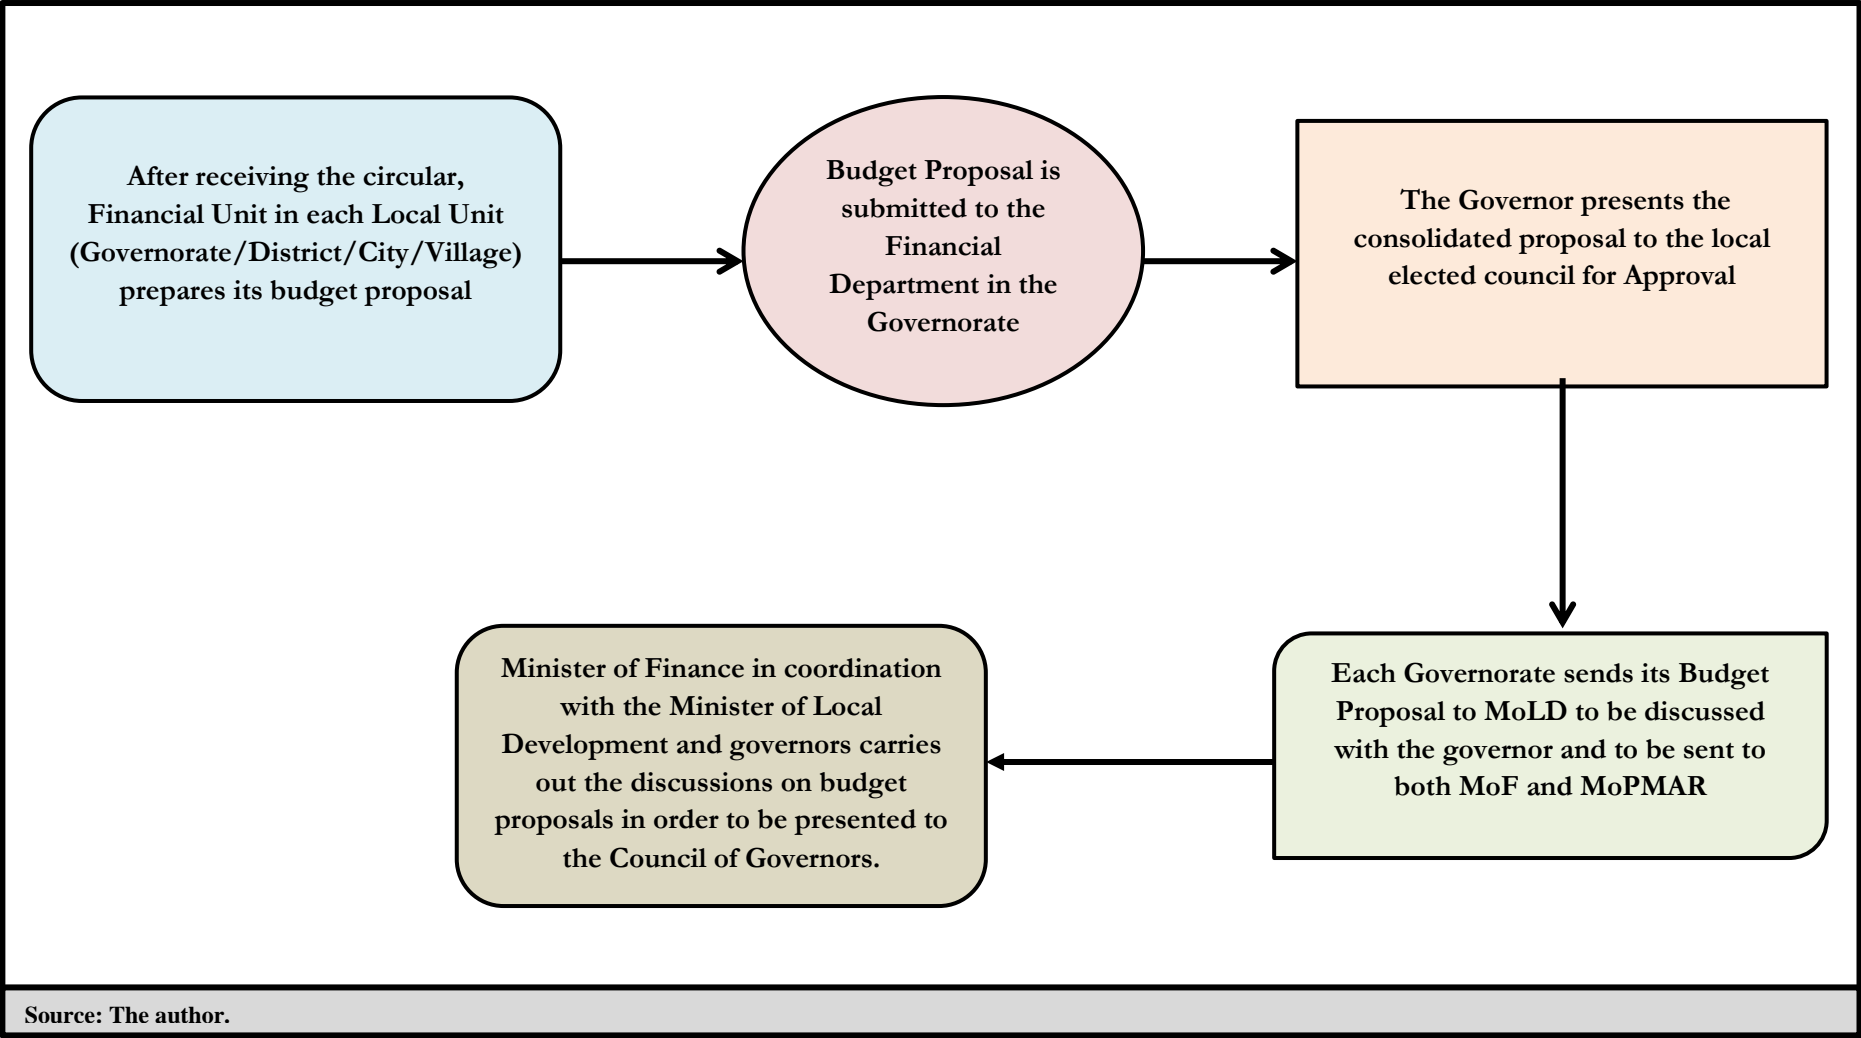 After receiving the circular,
Financial Unit in each Local Unit
(Governorate/District/City/Village)
prepares its budget proposal
Budget Proposal is
submitted to the
Financial
Department in the
Governorate
The Governor presents the
consolidated proposal to the local
elected council for Approval
Each Governorate sends its Budget
Proposal to MoLD to be discussed
with the governor and to be sent to
both MoF and MoPMAR
Minister of Finance in coordination
with the Minister of Local
Development and governors carries
out the discussions on budget
proposals in order to be presented to
the Council of Governors.
Source: The author.